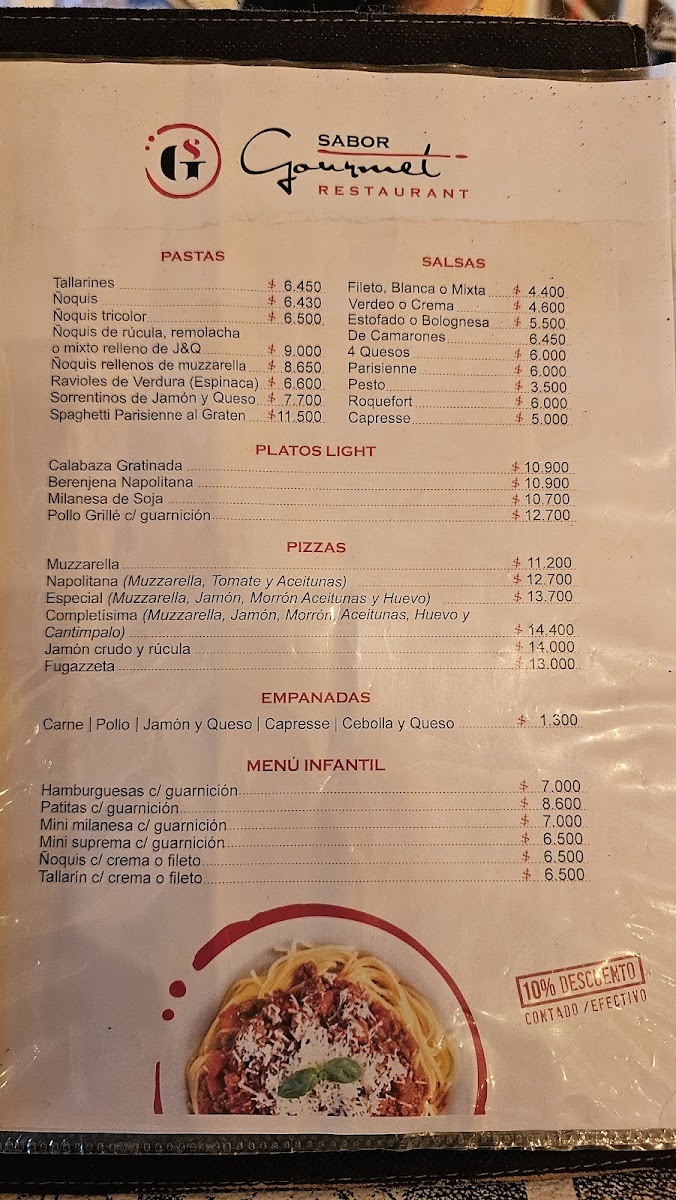 GS
SABOR
Gourmet
RESTAURANT
PASTAS
Tallarines $ 6.450
Ñoquis $ 6.430
Ñoquis tricolor $ 6.500
Ñoquis de rúcula, remolacha
o mixto relleno de J&Q $ 9.000
Ñoquis rellenos de muzzarella $ 8.650
Ravioles de Verdura (Espinaca) $ 6.600
Sorrentinos de Jamón y Queso $ 7.700
Spaghetti Parisienne al Graten $11.500
SALSAS
Fileto, Blanca o Mixta $ 4.400
Verdeo o Crema $ 4.600
Estofado o Bolognesa $ 5.500
De Camarones 6.450
4 Quesos $ 6.000
Parisienne $ 6.000
Pesto $ 3.500
Roquefort $ 6.000
Capresse $ 5.000
PLATOS LIGHT
Calabaza Gratinada $ 10.900
Berenjena Napolitana $ 10.900
Milanesa de Soja $ 10.700
Pollo Grillé c/ guarnición $ 12.700
PIZZAS
Muzzarella $ 11.200
Napolitana (Muzzarella, Tomate y Aceitunas) $ 12.700
Especial (Muzzarella, Jamón, Morrón Aceitunas y Huevo) $ 13.700
Completísima (Muzzarella, Jamón, Morrón, Aceitunas, Huevo y
Cantimpalo) $ 14.400
Jamón crudo y rúcula $ 14.000
Fugazzeta $ 13.000
EMPANADAS
Carne | Pollo | Jamón y Queso | Capresse | Cebolla y Queso $ 1.300
MENÚ INFANTIL
Hamburguesas c/ guarnición $ 7.000
Patitas c/ guarnición $ 8.600
Mini milanesa c/ guarnición $ 7.000
Mini suprema c/ guarnición $ 6.500
Ñoquis c/ crema o fileto $ 6.500
Tallarín c/ crema o fileto $ 6.500
10% DESCUENTO
CONTADO /EFECTIVO